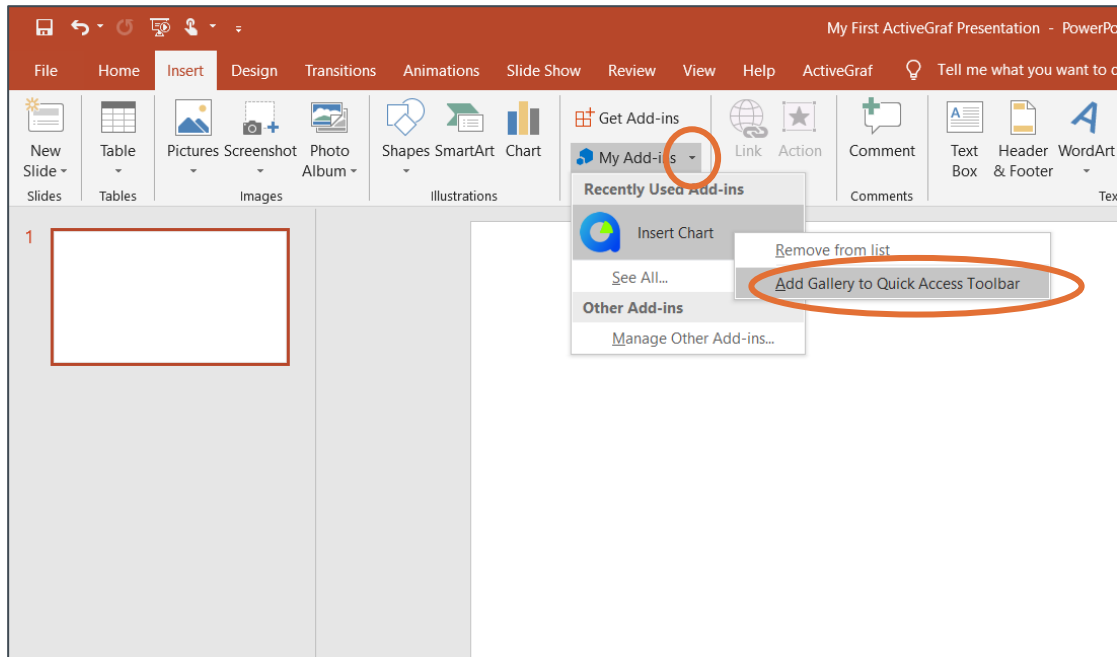 My First ActiveGraf Presentation - PowerPo
File Home Insert Design Transitions Animations Slide Show Review View Help ActiveGraf Tell me what you want to
New Slide
Table
Pictures Screenshot Photo Album
Shapes SmartArt Chart
Get Add-ins
My Add-ins
Link Action
Comment
Text Box
Header & Footer
WordArt
Slides Tables Images Illustrations Comments Tex
Recently Used Add-ins
Insert Chart
See All...
Other Add-ins
Manage Other Add-ins...
Remove from list
Add Gallery to Quick Access Toolbar
1